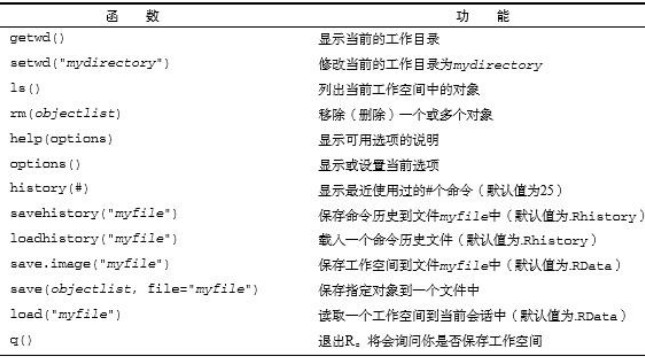 函 数 功 能
getwd() 显示当前的工作目录
setwd("mydirectory") 修改当前的工作目录为mydirectory
ls() 列出当前工作空间中的对象
rm(objectlist) 移除（删除）一个或多个对象
help(options) 显示可用选项的说明
options() 显示或设置当前选项
history(#) 显示最近使用过的#个命令（默认值为25）
savehistory("myfile") 保存命令历史到文件myfile中（默认值为.Rhistory）
loadhistory("myfile") 载入一个命令历史文件（默认值为.Rhistory）
save.image("myfile") 保存工作空间到文件myfile中（默认值为.RData）
save(objectlist, file="myfile") 保存指定对象到一个文件中
load("myfile") 读取一个工作空间到当前会话中（默认值为.RData）
q() 退出R。将会询问你是否保存工作空间